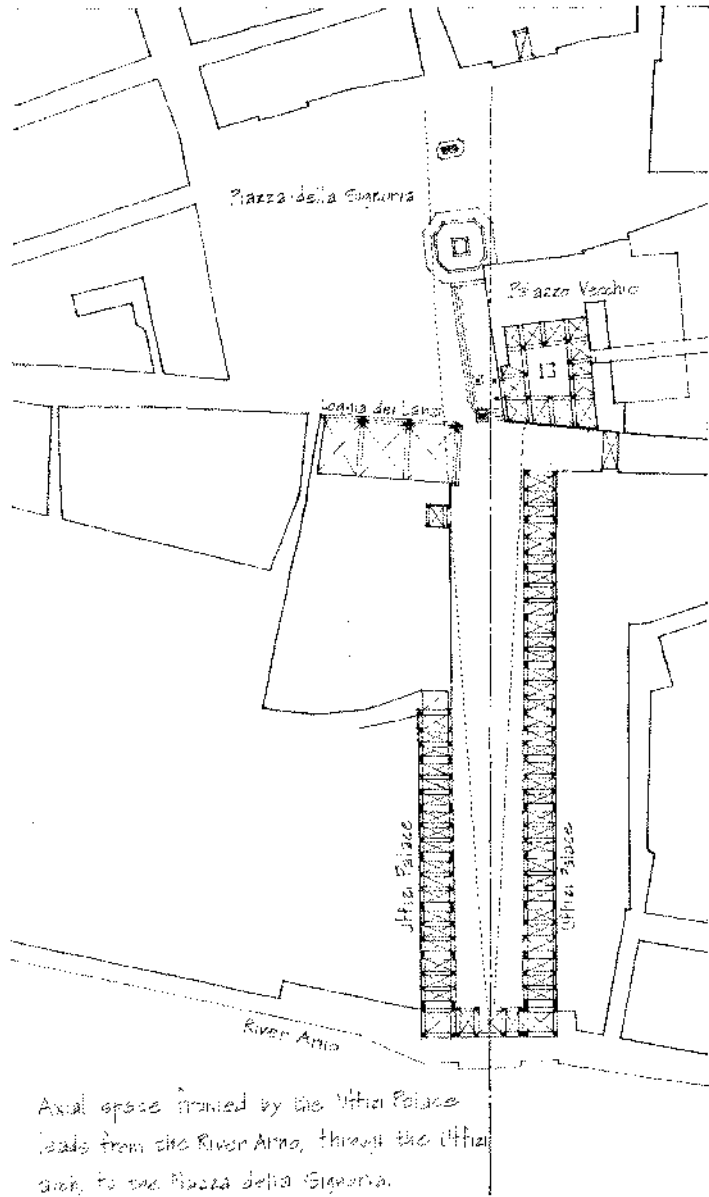 Piazza della Signoria
Palazzo Vecchio
13
Loggia dei Lanzi
Uffizi Palace
Uffizi Palace
River Arno
Axial space framed by the Uffizi Palace
leads from the River Arno, through the Uffizi
arch, to the Piazza della Signoria.